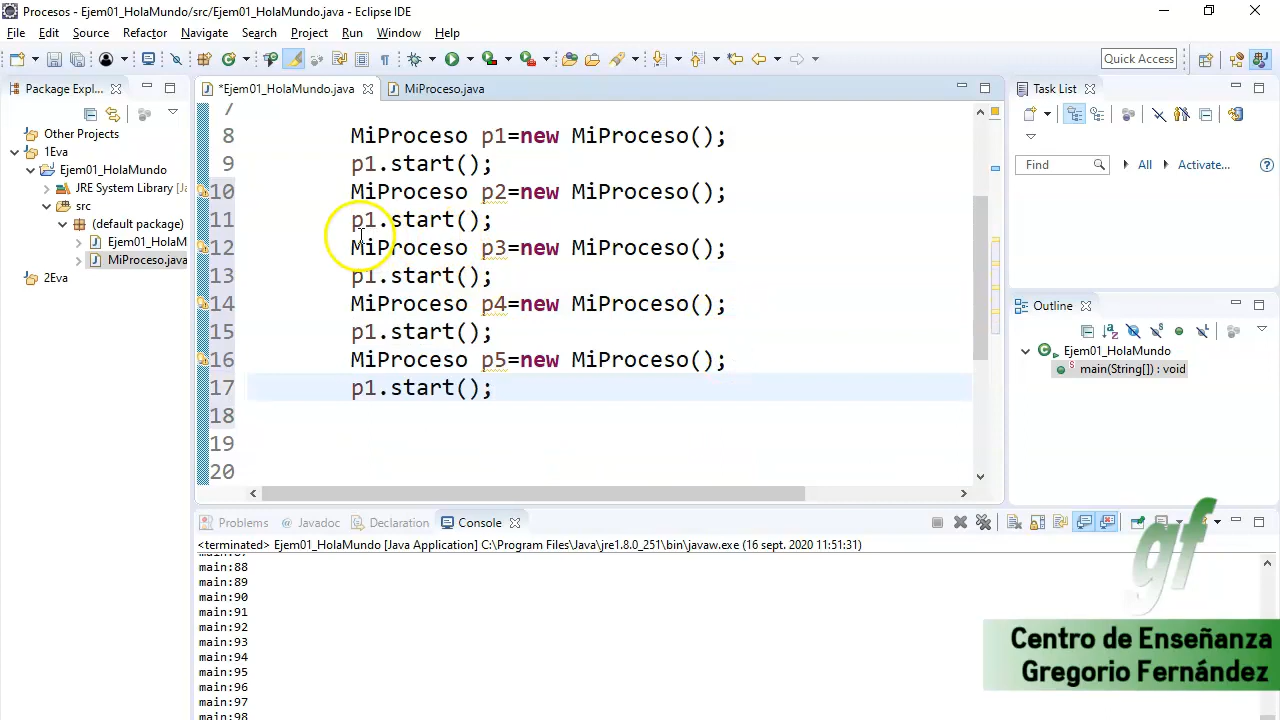 Procesos - Ejem01_HolaMundo/src/Ejem01_HolaMundo.java - Eclipse IDE
File Edit Source Refactor Navigate Search Project Run Window Help
Quick Access
Package Expl...
*Ejem01_HolaMundo.java
MiProceso.java
Task List
Other Projects
1Eva
Ejem01_HolaMundo
JRE System Library [Ja
src
(default package)
Ejem01_HolaM
MiProceso.java
2Eva
7
8 MiProceso p1=new MiProceso();
9 p1.start();
10 MiProceso p2=new MiProceso();
11 p1.start();
12 MiProceso p3=new MiProceso();
13 p1.start();
14 MiProceso p4=new MiProceso();
15 p1.start();
16 MiProceso p5=new MiProceso();
17 p1.start();
18
19
20
Find All Activate...
Outline
Ejem01_HolaMundo
main(String[]) : void
Problems Javadoc Declaration Console
<terminated> Ejem01_HolaMundo [Java Application] C:\Program Files\Java\jre1.8.0_251\bin\javaw.exe (16 sept. 2020 11:51:31)
main:87
main:88
main:89
main:90
main:91
main:92
main:93
main:94
main:95
main:96
main:97
main:98
gf
Centro de Enseñanza
Gregorio Fernández